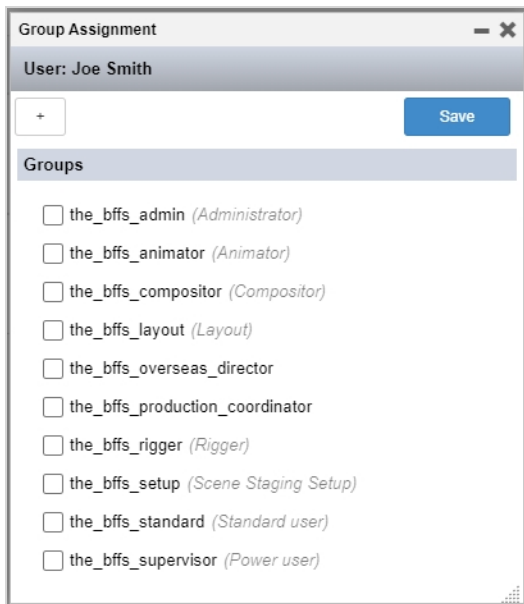 Group Assignment
User: Joe Smith
+ Save
Groups
the_bffs_admin (Administrator)
the_bffs_animator (Animator)
the_bffs_compositor (Compositor)
the_bffs_layout (Layout)
the_bffs_overseas_director
the_bffs_production_coordinator
the_bffs_rigger (Rigger)
the_bffs_setup (Scene Staging Setup)
the_bffs_standard (Standard user)
the_bffs_supervisor (Power user)